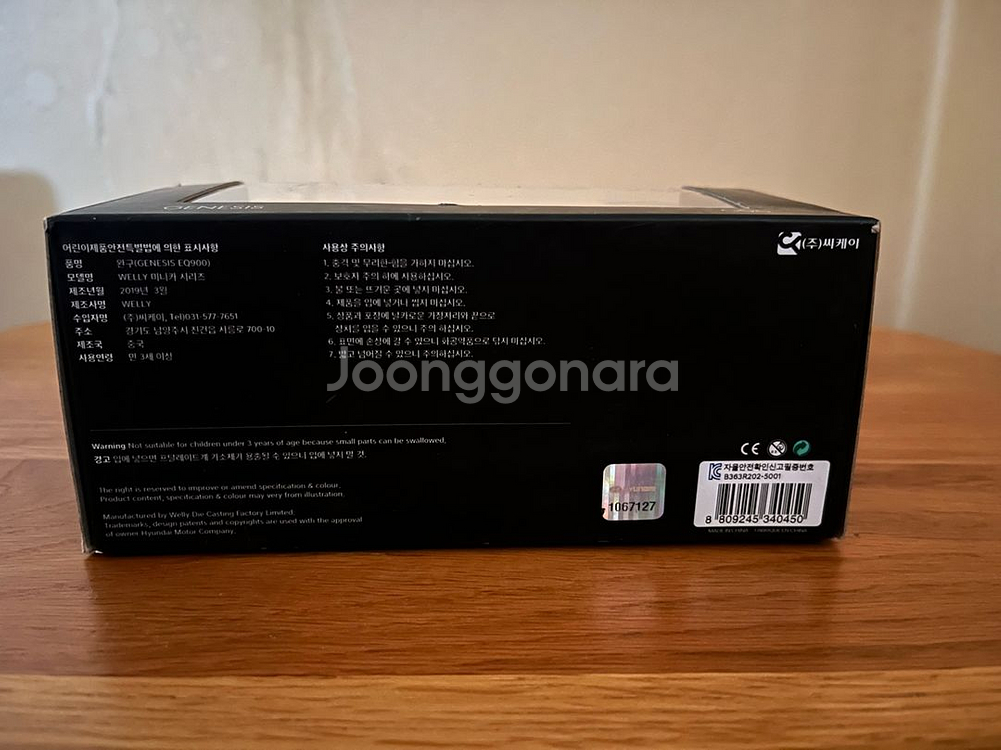 GENESIS
어린이제품안전특별법에 의한 표시사항
품명 완구(GENESIS EQ900)
모델명 WELLY 미니카 시리즈
제조년월 2019년 3월
제조사명 WELLY
수입자명 (주)씨케이, Tel)031-577-7651
주소 경기도 남양주시 진건읍 사릉로 700-10
제조국 중국
사용연령 만 3세 이상
사용상 주의사항
1. 충격 및 무리한 힘을 가하지 마십시오.
2. 보호자 주의 하에 사용하십시오.
3. 불 또는 뜨거운 곳에 놓지 마십시오.
4. 제품을 입에 넣거나 씹지 마십시오.
5. 상품과 포장에 날카로운 가장자리와 끝으로
상처를 입을 수 있으니 주의 하십시오.
6. 표면에 손상에 갈 수 있으니 화공약품으로 닦지 마십시오.
7. 밟고 넘어질 수 있으니 주의하십시오.
(주)씨케이
Joonggonara
Warning Not suitable for children under 3 years of age because small parts can be swallowed.
경고 입에 넣으면 프탈레이트계 가소제가 용출될 수 있으니 입에 넣지 말 것.
The right is reserved to improve or amend specification & colour.
Product content, specification & colour may vary from illustration.
Manufactured by Welly Die Casting Factory Limited.
Trademarks, design patents and copyrights are used with the approval
of owner Hyundai Motor Company.
CE
HYUNDAI
1067127
자율안전확인신고필증번호
B363R202-5001
8 809245 340450
MADE IN CHINA